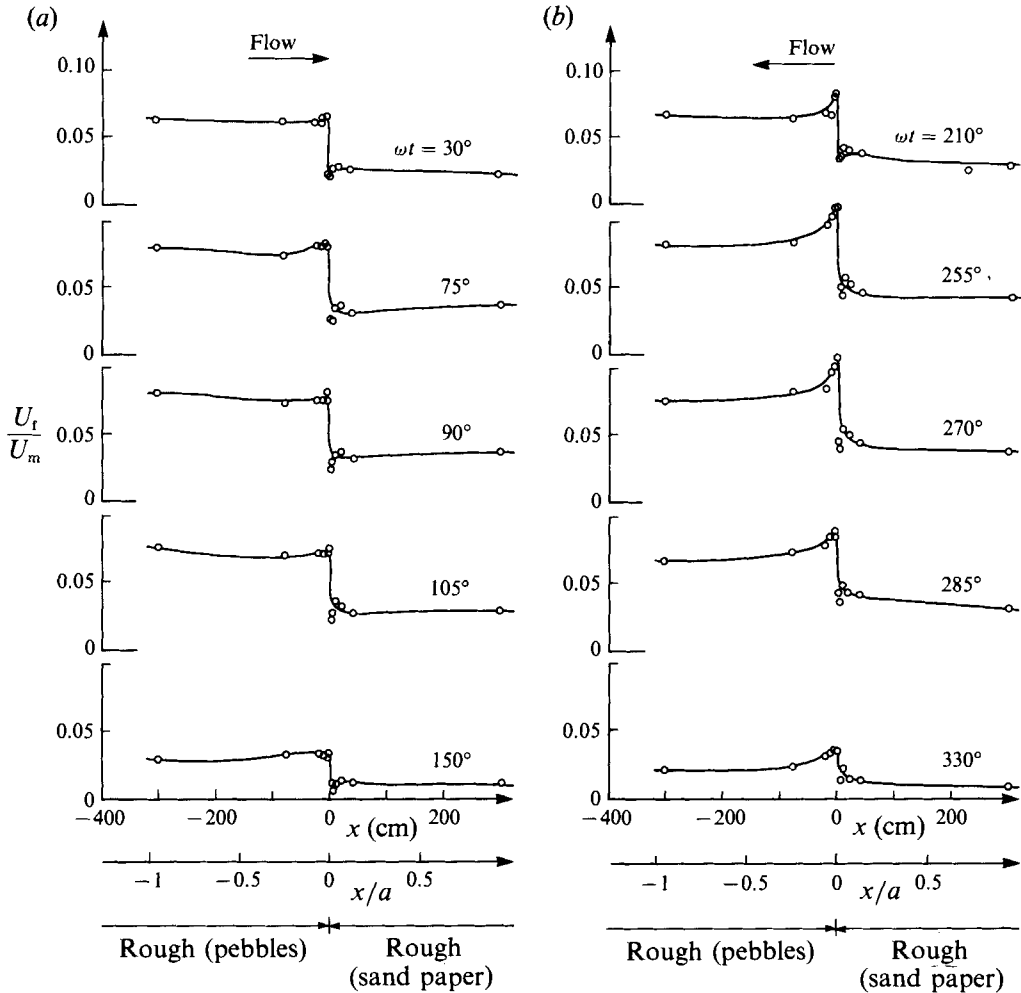 (a)
Flow
0.10
0.05
0
ωt = 30°
0.05
0
75°
0.05
0
90°
0.05
0
105°
0.05
0
150°
U_f/U_m
−400
−200
0
x (cm)
200
−1
−0.5
0
x/a
0.5
Rough (pebbles)
Rough
(sand paper)
(b)
Flow
0.10
0.05
0
ωt = 210°
0.05
0
255°
0.05
0
270°
0.05
0
285°
0.05
0
330°
−400
−200
0
x (cm)
200
−1
−0.5
0
x/a
0.5
Rough (pebbles)
Rough
(sand paper)